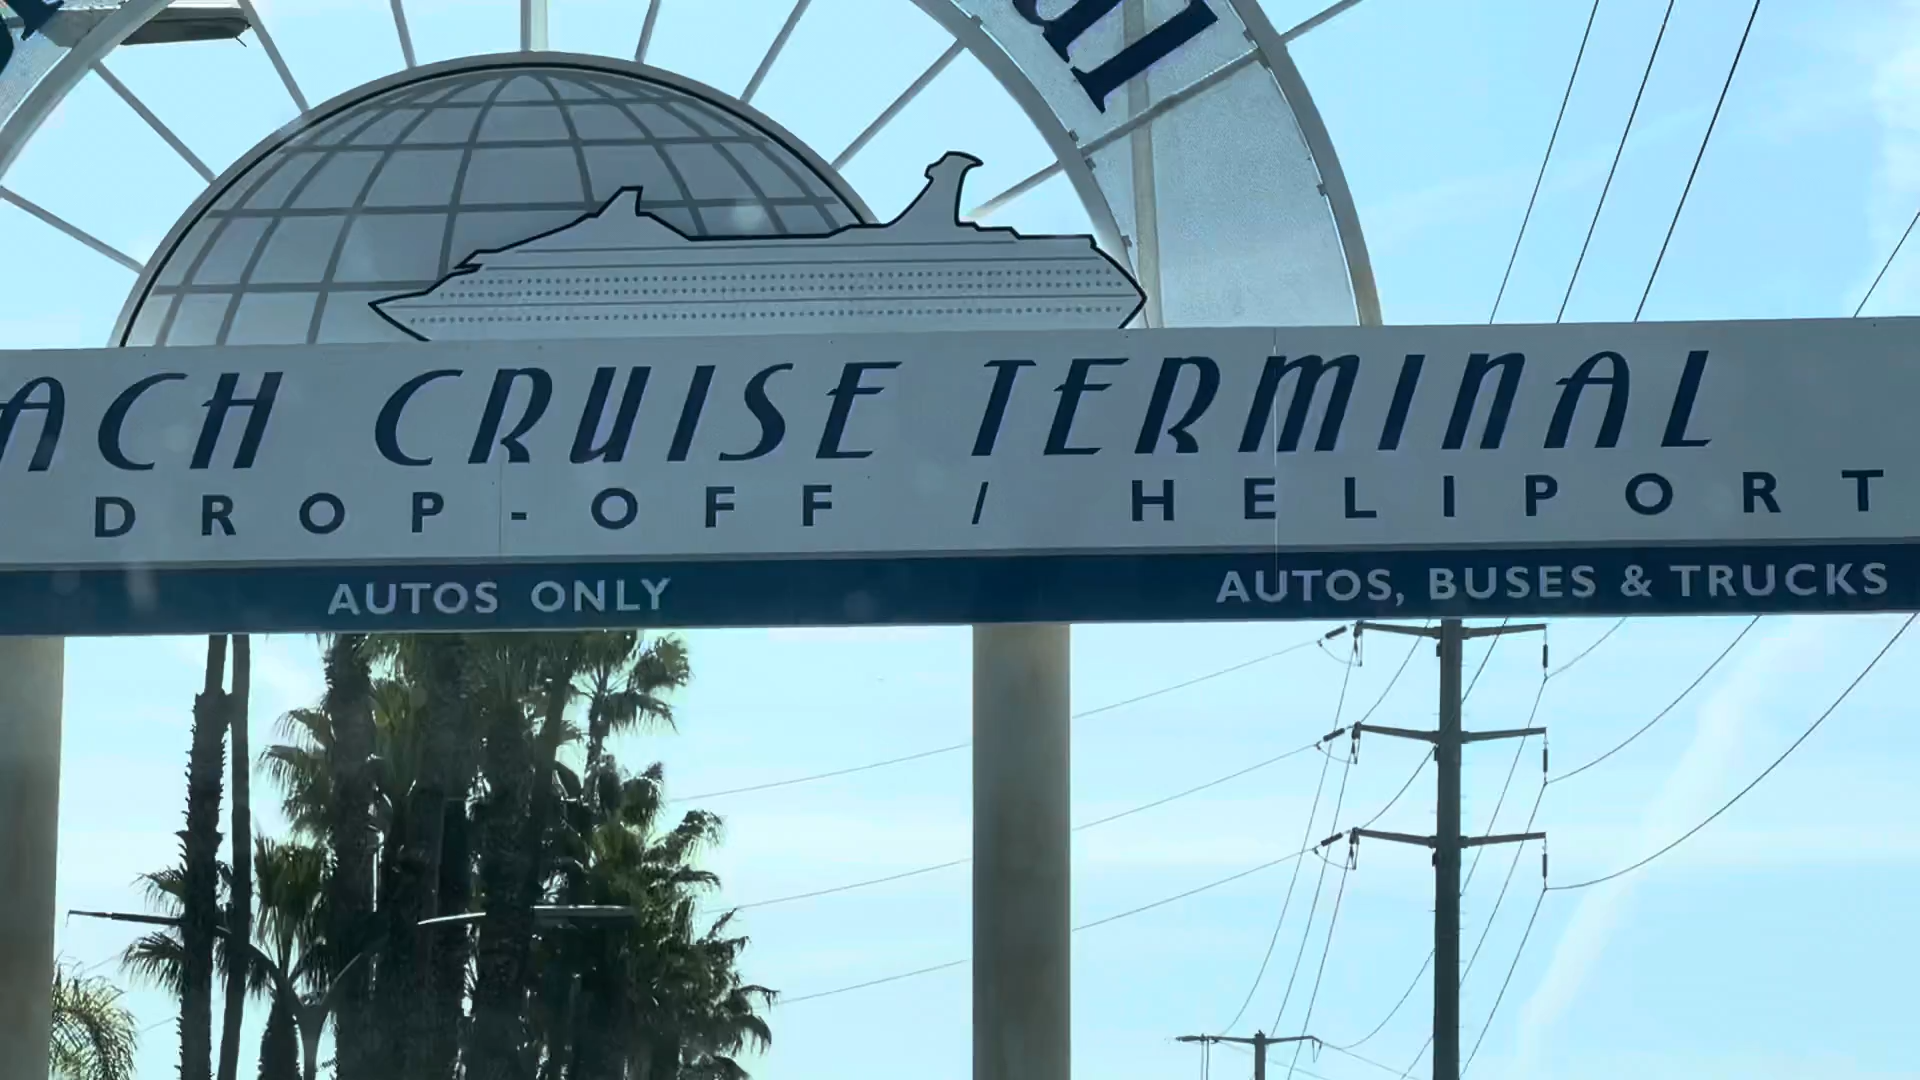 ACH CRUISE TERMINAL
DROP-OFF / HELIPORT
AUTOS ONLY
AUTOS, BUSES & TRUCKS